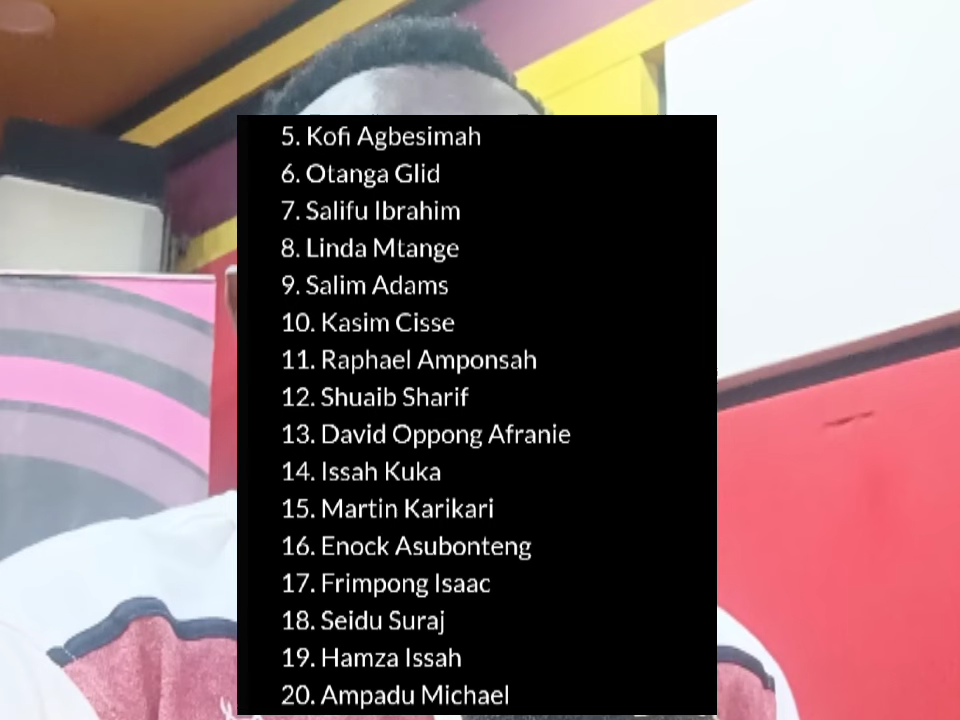 5. Kofi Agbesimah
6. Otanga Glid
7. Salifu Ibrahim
8. Linda Mtange
9. Salim Adams
10. Kasim Cisse
11. Raphael Amponsah
12. Shuaib Sharif
13. David Oppong Afranie
14. Issah Kuka
15. Martin Karikari
16. Enock Asubonteng
17. Frimpong Isaac
18. Seidu Suraj
19. Hamza Issah
20. Ampadu Michael